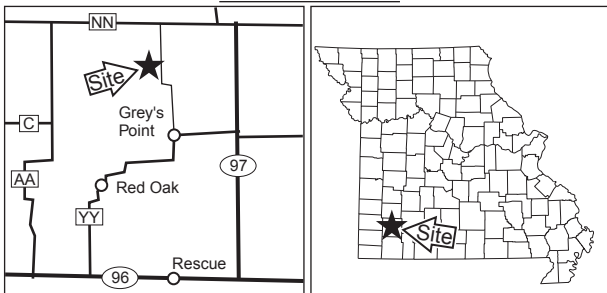 NN
Site
Grey's
Point
C
97
AA
Red Oak
YY
Rescue
96
Site